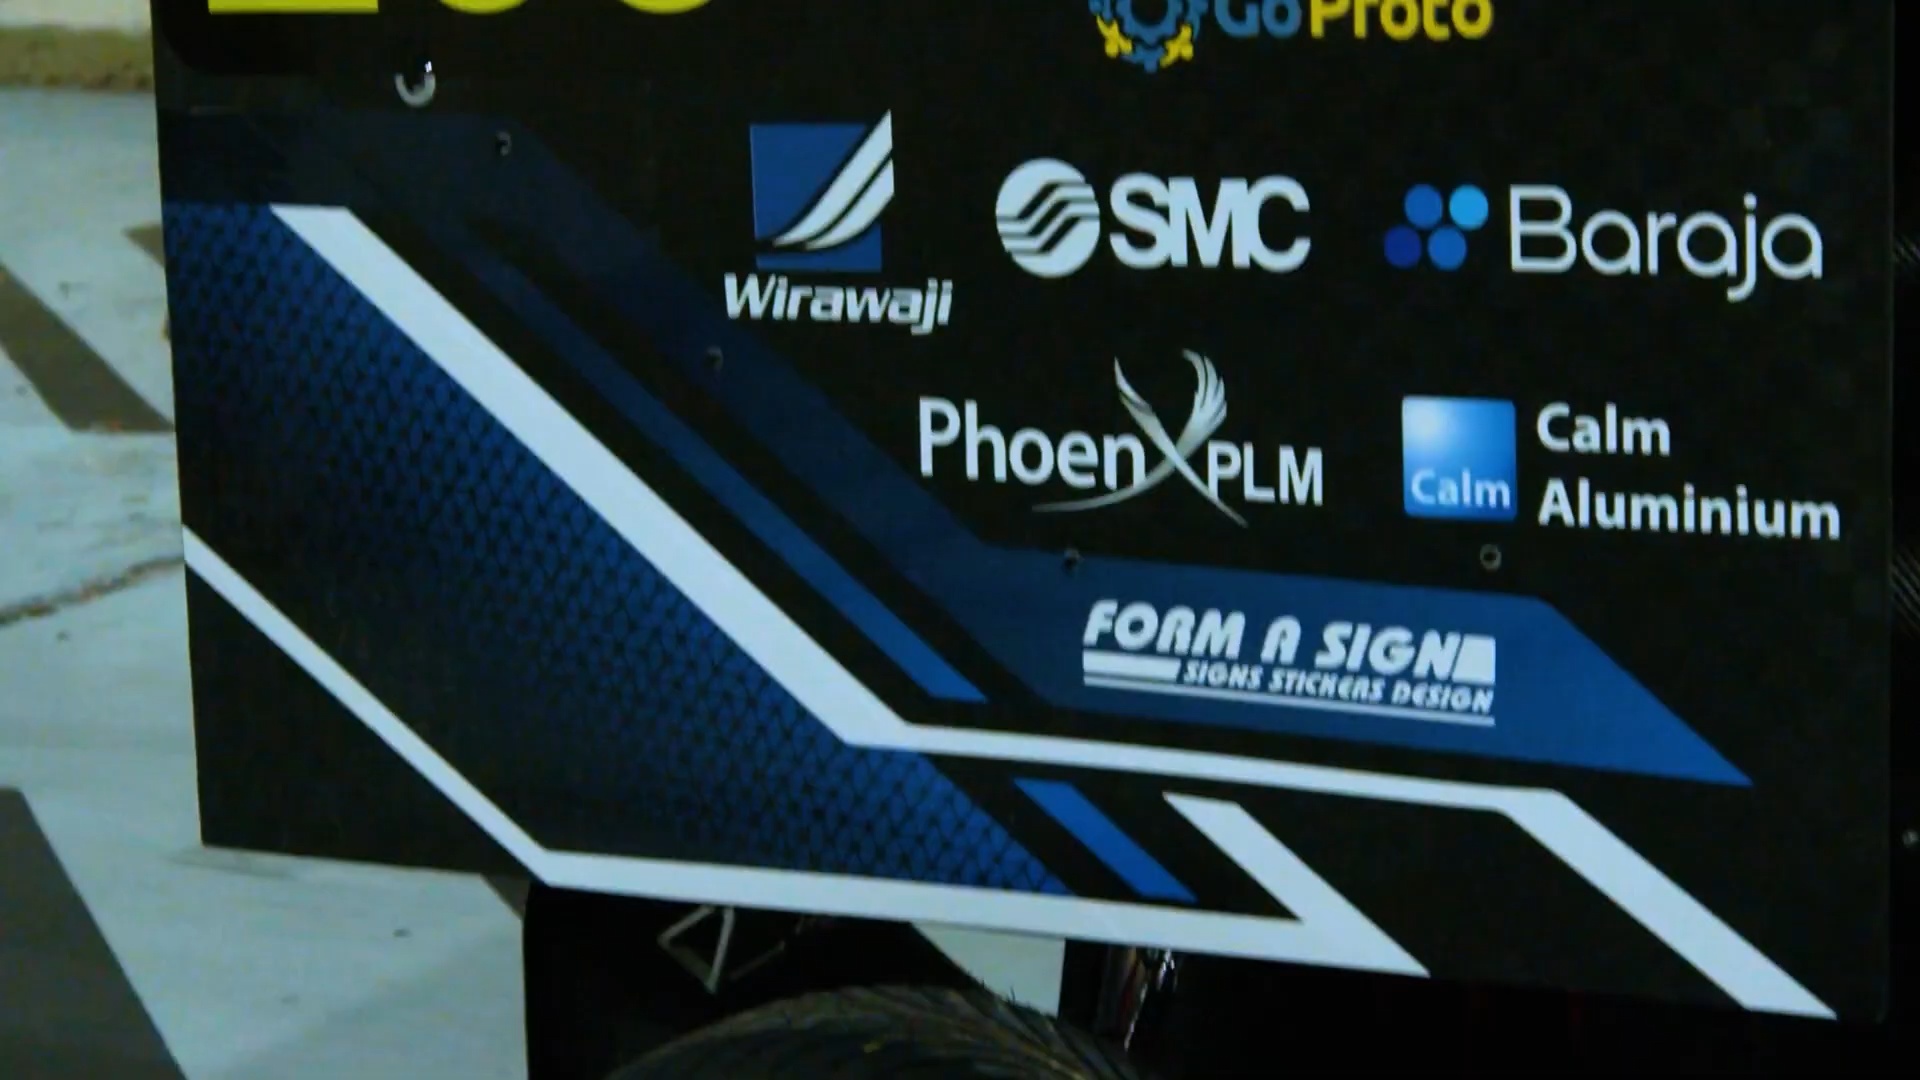 GoProto
Wirawaji
SMC
Baraja
PhoenXPLM
Calm
Calm
Aluminium
FORM A SIGN
SIGNS STICKERS DESIGN